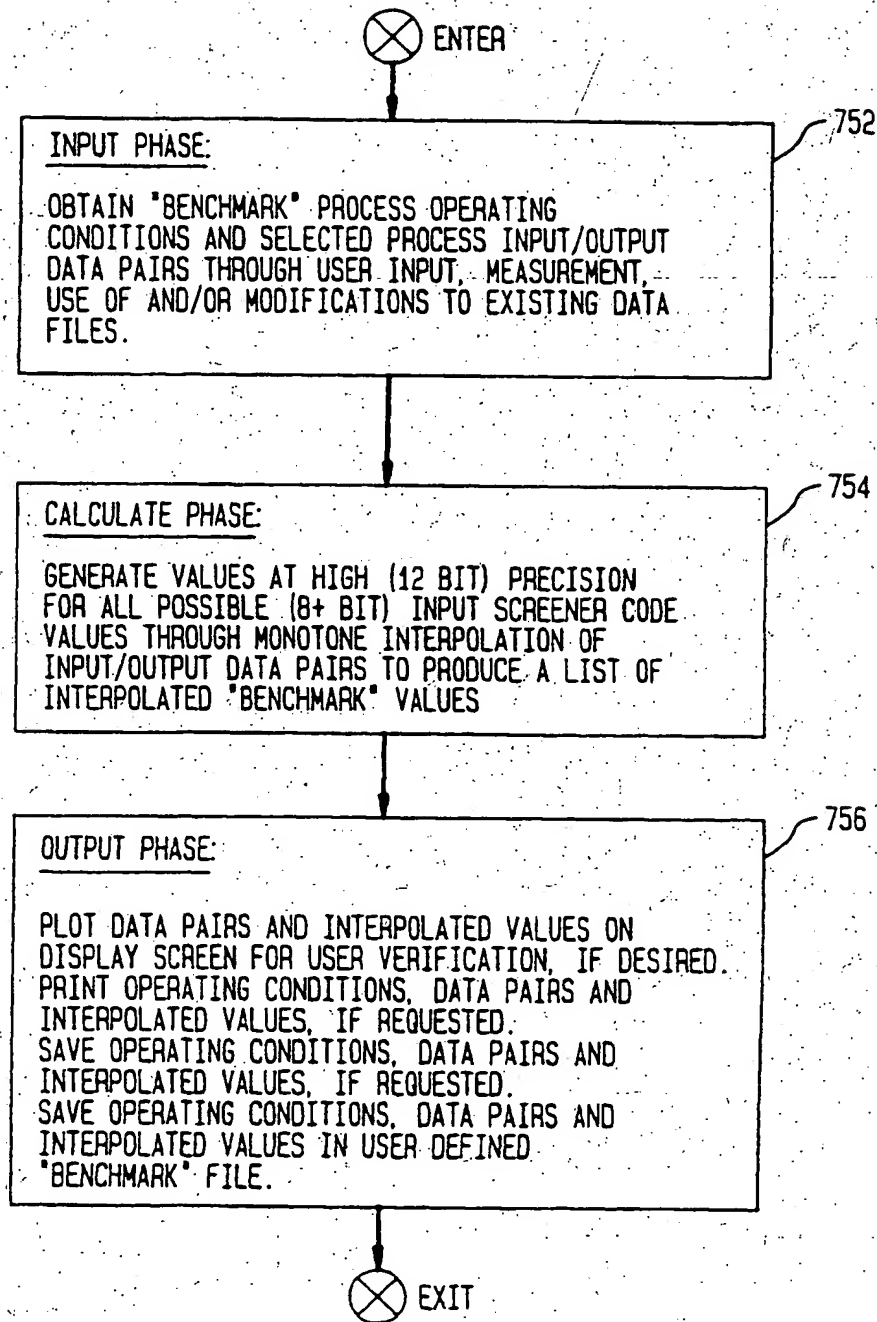 ENTER
752
INPUT PHASE:
OBTAIN "BENCHMARK" PROCESS OPERATING
CONDITIONS AND SELECTED PROCESS INPUT/OUTPUT
DATA PAIRS THROUGH USER INPUT, MEASUREMENT,
USE OF AND/OR MODIFICATIONS TO EXISTING DATA
FILES.
754
CALCULATE PHASE:
GENERATE VALUES AT HIGH (12 BIT) PRECISION
FOR ALL POSSIBLE (8+ BIT) INPUT SCREENER CODE
VALUES THROUGH MONOTONE INTERPOLATION OF
INPUT/OUTPUT DATA PAIRS TO PRODUCE A LIST OF
INTERPOLATED "BENCHMARK" VALUES
756
OUTPUT PHASE:
PLOT DATA PAIRS AND INTERPOLATED VALUES ON
DISPLAY SCREEN FOR USER VERIFICATION, IF DESIRED.
PRINT OPERATING CONDITIONS, DATA PAIRS AND
INTERPOLATED VALUES, IF REQUESTED.
SAVE OPERATING CONDITIONS, DATA PAIRS AND
INTERPOLATED VALUES, IF REQUESTED.
SAVE OPERATING CONDITIONS, DATA PAIRS AND
INTERPOLATED VALUES IN USER DEFINED
"BENCHMARK" FILE.
EXIT